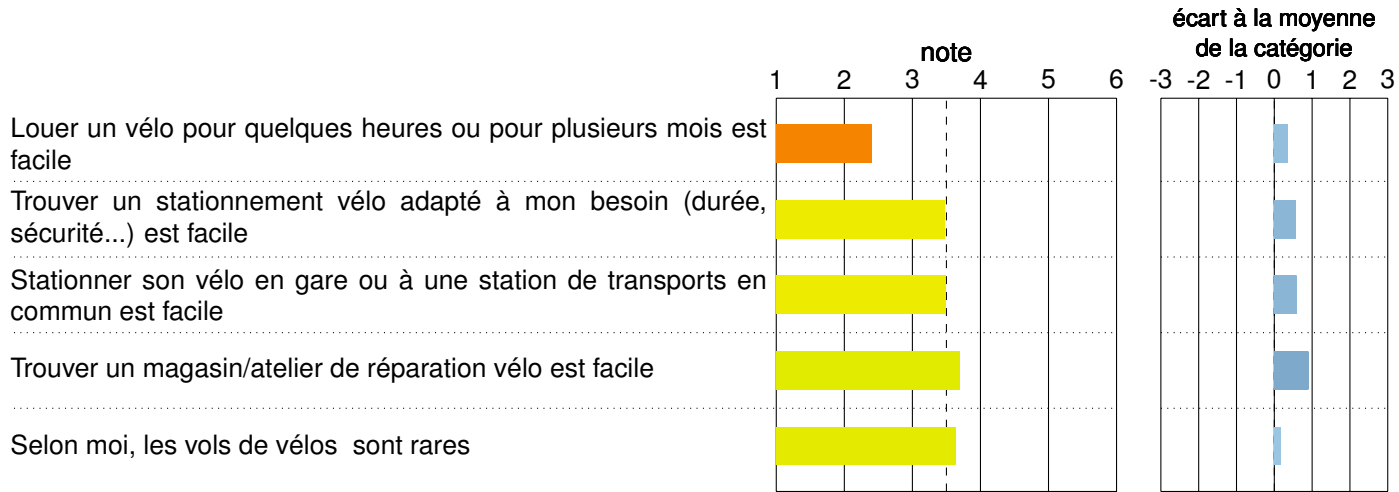 écart à la moyenne
de la catégorie
note
1 2 3 4 5 6
-3 -2 -1 0 1 2 3
Louer un vélo pour quelques heures ou pour plusieurs mois est
facile
Trouver un stationnement vélo adapté à mon besoin (durée,
sécurité...) est facile
Stationner son vélo en gare ou à une station de transports en
commun est facile
Trouver un magasin/atelier de réparation vélo est facile
Selon moi, les vols de vélos sont rares